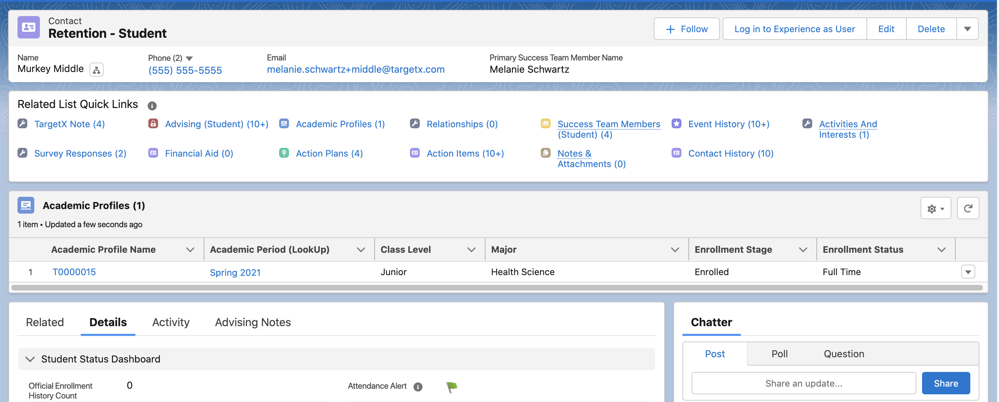 Contact
Retention - Student
Follow
Log in to Experience as User
Edit
Delete
Name
Murkey Middle
Phone (2)
(555) 555-5555
Email
melanie.schwartz+middle@targetx.com
Primary Success Team Member Name
Melanie Schwartz
Related List Quick Links
TargetX Note (4)
Advising (Student) (10+)
Academic Profiles (1)
Relationships (0)
Success Team Members
(Student) (4)
Event History (10+)
Activities And
Interests (1)
Survey Responses (2)
Financial Aid (0)
Action Plans (4)
Action Items (10+)
Notes &
Attachments (0)
Contact History (10)
Academic Profiles (1)
1 item • Updated a few seconds ago
Academic Profile Name
Academic Period (LookUp)
Class Level
Major
Enrollment Stage
Enrollment Status
1
T0000015
Spring 2021
Junior
Health Science
Enrolled
Full Time
Related
Details
Activity
Advising Notes
Student Status Dashboard
Official Enrollment
History Count
0
Attendance Alert
Chatter
Post
Poll
Question
Share an update...
Share